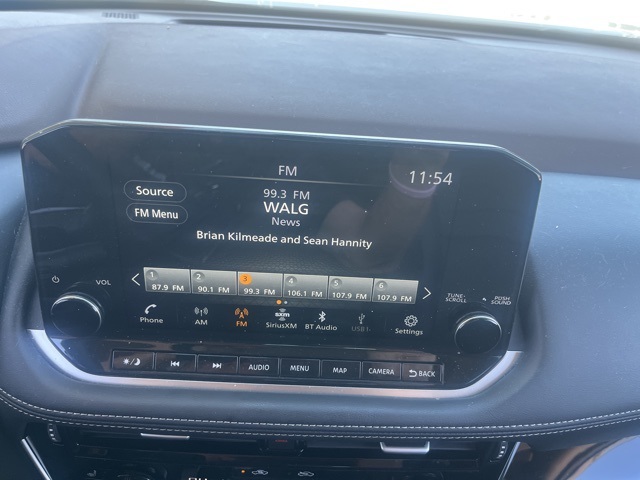 FM
11:54
Source
99.3 FM
WALG
FM Menu
News
Brian Kilmeade and Sean Hannity
1 2 3 4 5 6
87.9 FM 90.1 FM 99.3 FM 106.1 FM 107.9 FM 107.9 FM
VOL
TUNE·SCROLL
PUSH SOUND
Phone AM FM SiriusXM BT Audio USB1 Settings
sxm
AUDIO MENU MAP CAMERA BACK